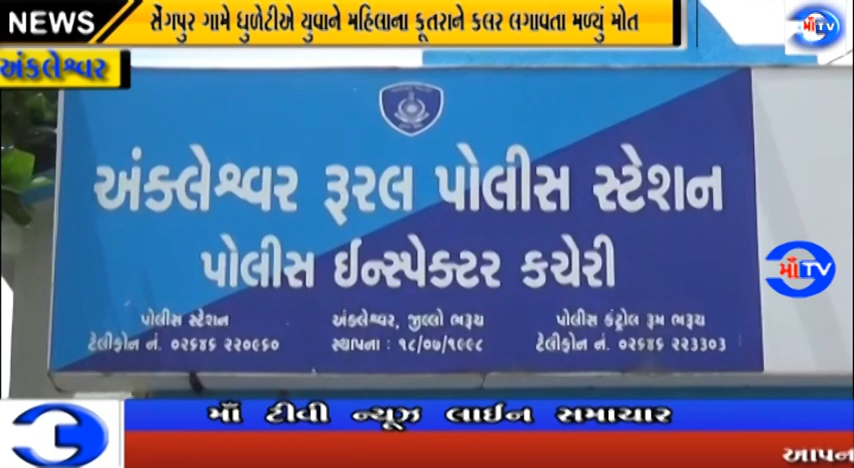 NEWS
સેંગપુર ગામે ધુળેટીએ યુવાને મહિલાના કૂતરાને કલર લગાવતા મળ્યું મોત
માઁ TV
અંકલેશ્વર
અંક્લેશ્વર રૂરલ પોલીસ સ્ટેશન
પોલીસ ઈન્સ્પેક્ટર કચેરી
પોલીસ સ્ટેશન
ટેલીફોન નં. ૦૨૬૪૬ ૨૨૦૯૬૦
અંકલેશ્વર, જીલ્લો ભરૂચ
સ્થાપના : ૧૮/૦૭/૧૯૯૮
પોલીસ કંટ્રોલ રૂમ ભરૂચ
ટેલીફોન નં. ૦૨૬૪૬ ૨૨૩૩૦૩
માઁ TV
માઁ ટીવી ન્યૂઝ લાઈન સમાચાર
આપન